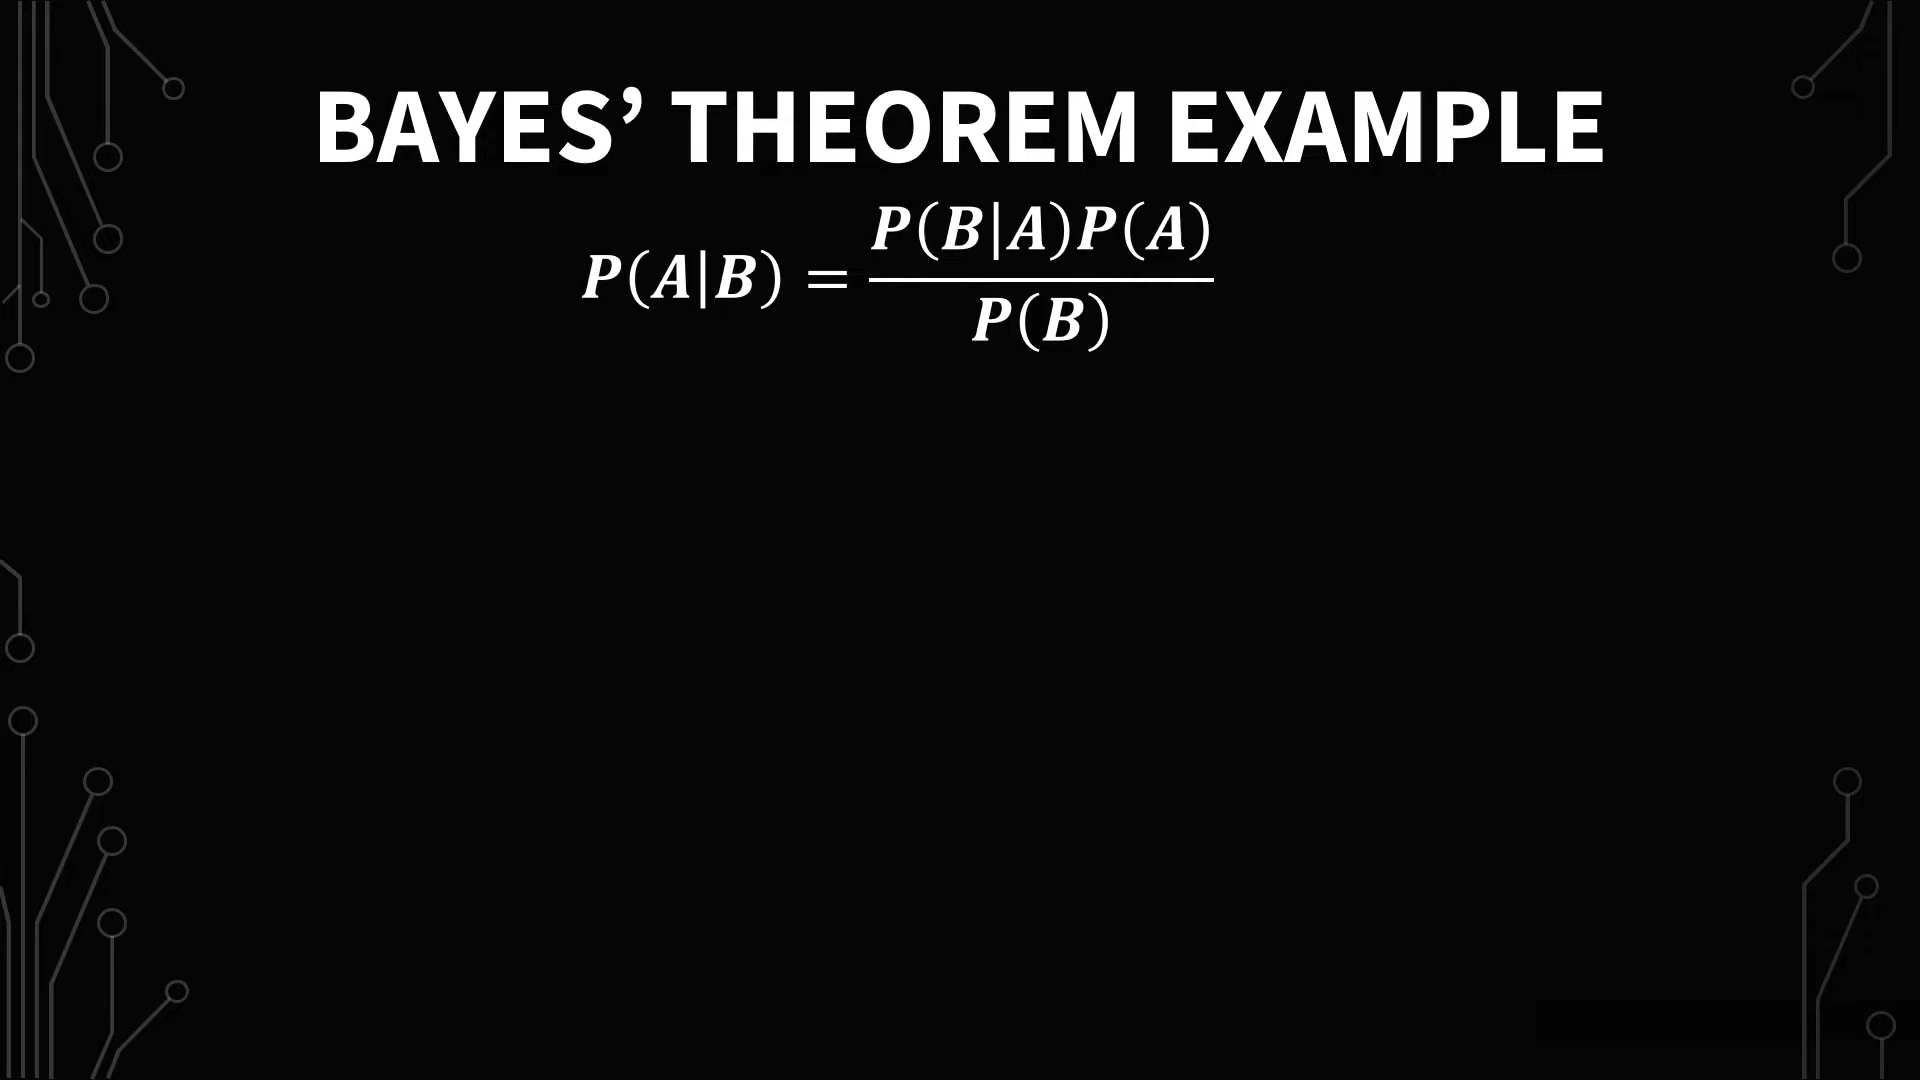 BAYES’ THEOREM EXAMPLE
P(A|B) = P(B|A)P(A) / P(B)